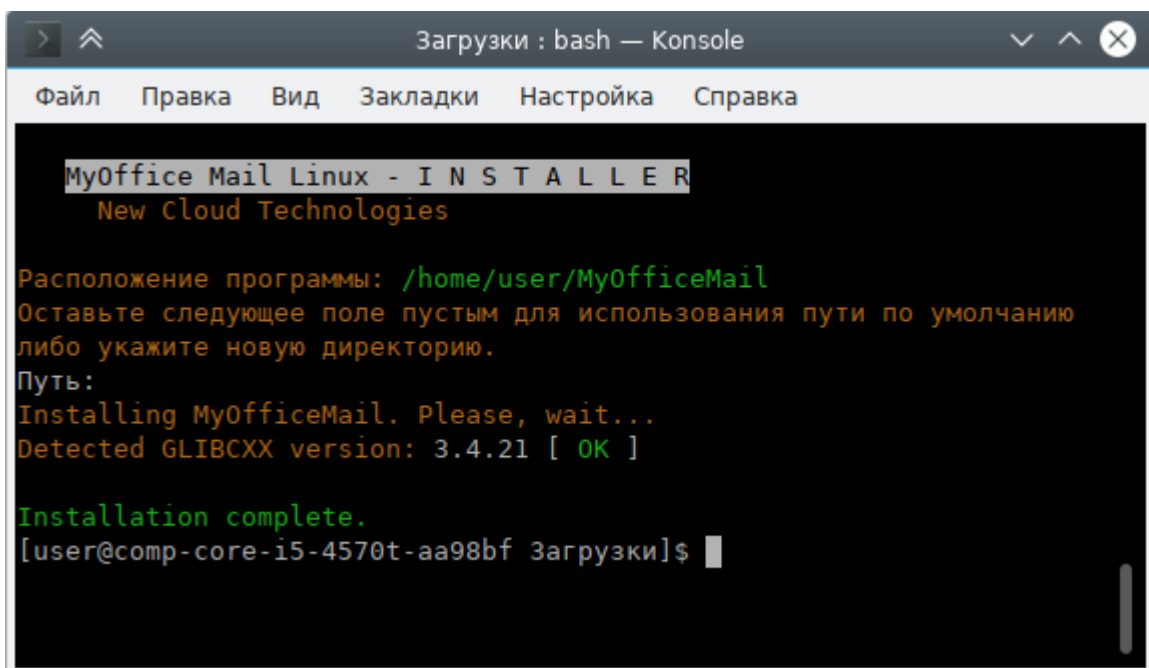 Загрузки : bash — Konsole
Файл Правка Вид Закладки Настройка Справка
MyOffice Mail Linux - I N S T A L L E R
New Cloud Technologies
Расположение программы: /home/user/MyOfficeMail
Оставьте следующее поле пустым для использования пути по умолчанию
либо укажите новую директорию.
Путь:
Installing MyOfficeMail. Please, wait...
Detected GLIBCXX version: 3.4.21 [ OK ]
Installation complete.
[user@comp-core-i5-4570t-aa98bf Загрузки]$